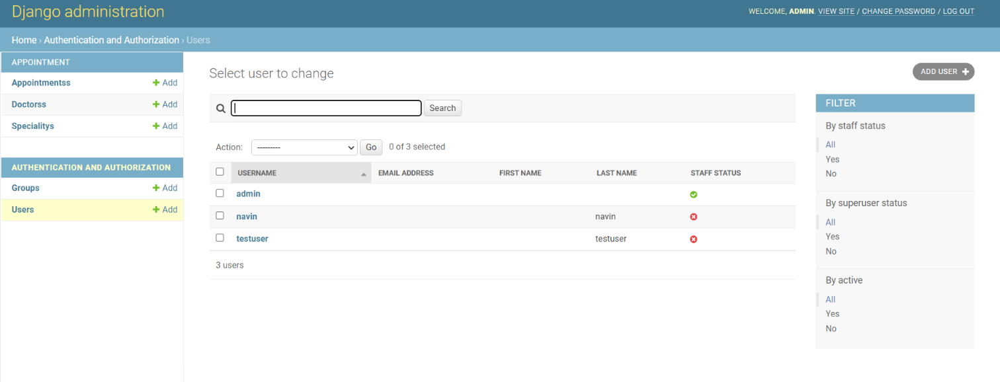 Django administration
WELCOME, ADMIN. VIEW SITE / CHANGE PASSWORD / LOG OUT
Home › Authentication and Authorization › Users
APPOINTMENT
Appointmentss + Add
Doctorss + Add
Specialitys + Add
AUTHENTICATION AND AUTHORIZATION
Groups + Add
Users + Add
Select user to change
ADD USER +
Search
Action: --------- Go 0 of 3 selected
USERNAME EMAIL ADDRESS FIRST NAME LAST NAME STAFF STATUS
admin
navin navin
testuser testuser
3 users
FILTER
By staff status
All
Yes
No
By superuser status
All
Yes
No
By active
All
Yes
No